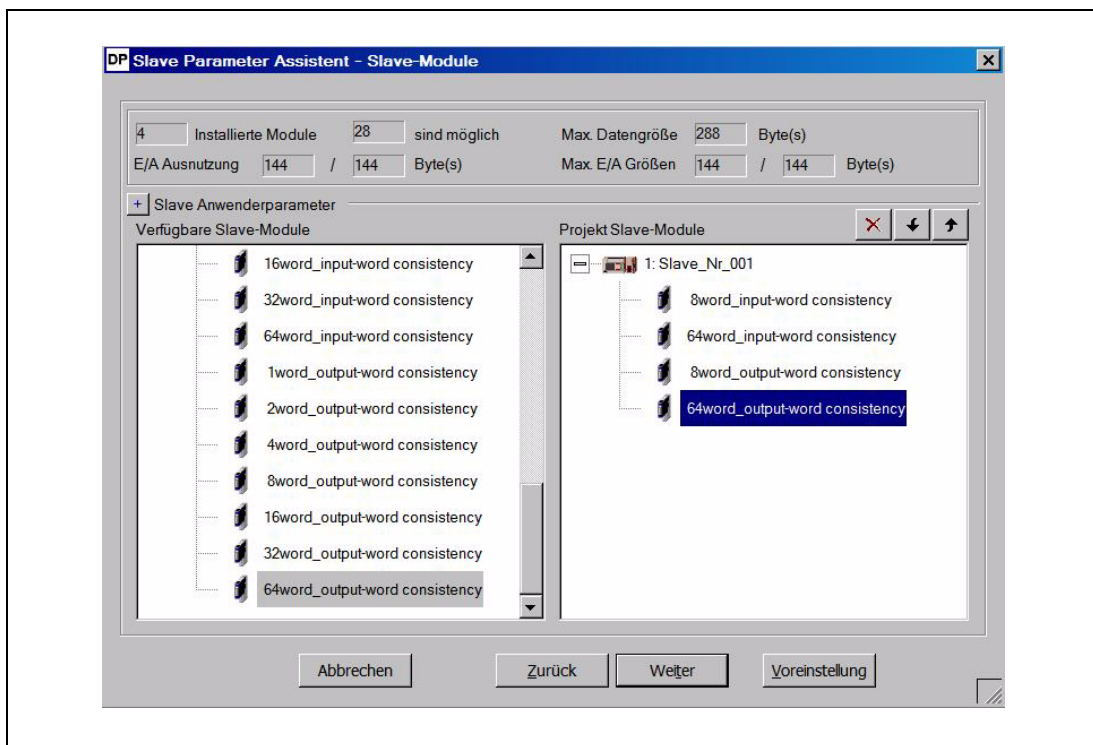 DP Slave Parameter Assistent - Slave-Module
4 Installierte Module 28 sind möglich Max. Datengröße 288 Byte(s)
E/A Ausnutzung 144 / 144 Byte(s) Max. E/A Größen 144 / 144 Byte(s)
+ Slave Anwenderparameter
Verfügbare Slave-Module
16word_input-word consistency
32word_input-word consistency
64word_input-word consistency
1word_output-word consistency
2word_output-word consistency
4word_output-word consistency
8word_output-word consistency
16word_output-word consistency
32word_output-word consistency
64word_output-word consistency
Projekt Slave-Module
1: Slave_Nr_001
8word_input-word consistency
64word_input-word consistency
8word_output-word consistency
64word_output-word consistency
Abbrechen Zurück Weiter Voreinstellung